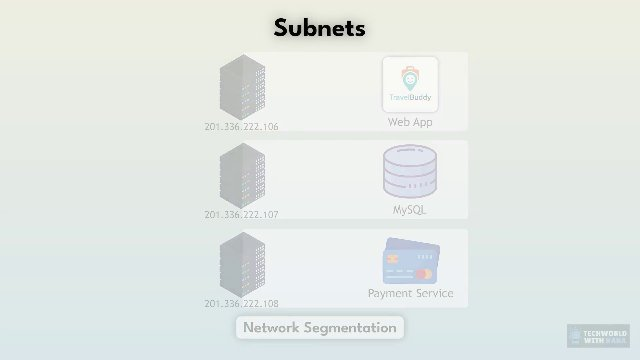 Subnets
TravelBuddy
Web App
201.336.222.106
MySQL
201.336.222.107
Payment Service
201.336.222.108
Network Segmentation
TECHWORLD
WITH NANA